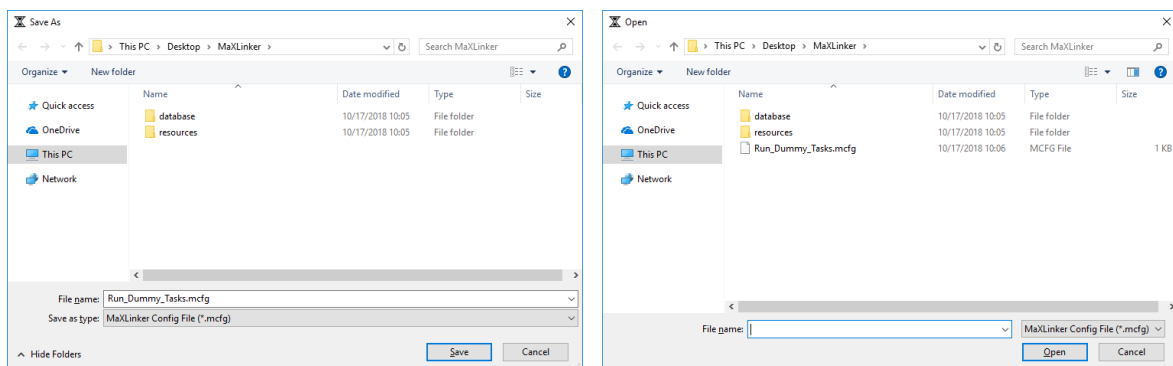 Save As
This PC > Desktop > MaXLinker >
Search MaXLinker
Organize
New folder
Name Date modified Type Size
Quick access
OneDrive
This PC
Network
database 10/17/2018 10:05 File folder
resources 10/17/2018 10:05 File folder
File name: Run_Dummy_Tasks.mcfg
Save as type: MaXLinker Config File (*.mcfg)
Hide Folders
Save
Cancel
Open
This PC > Desktop > MaXLinker >
Search MaXLinker
Organize
New folder
Name Date modified Type Size
Quick access
OneDrive
This PC
Network
database 10/17/2018 10:05 File folder
resources 10/17/2018 10:05 File folder
Run_Dummy_Tasks.mcfg 10/17/2018 10:06 MCFG File 1 KB
File name:
MaXLinker Config File (*.mcfg)
Open
Cancel